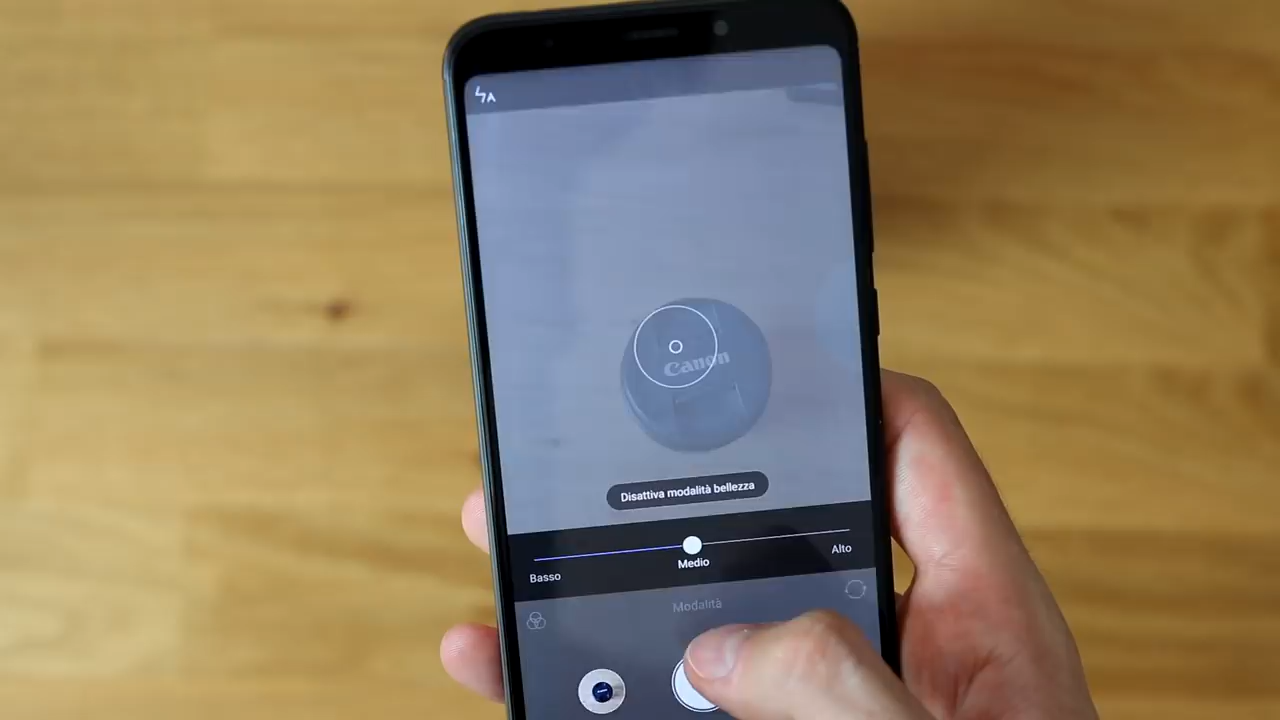 Canon
Disattiva modalità bellezza
Basso
Medio
Alto
Modalità